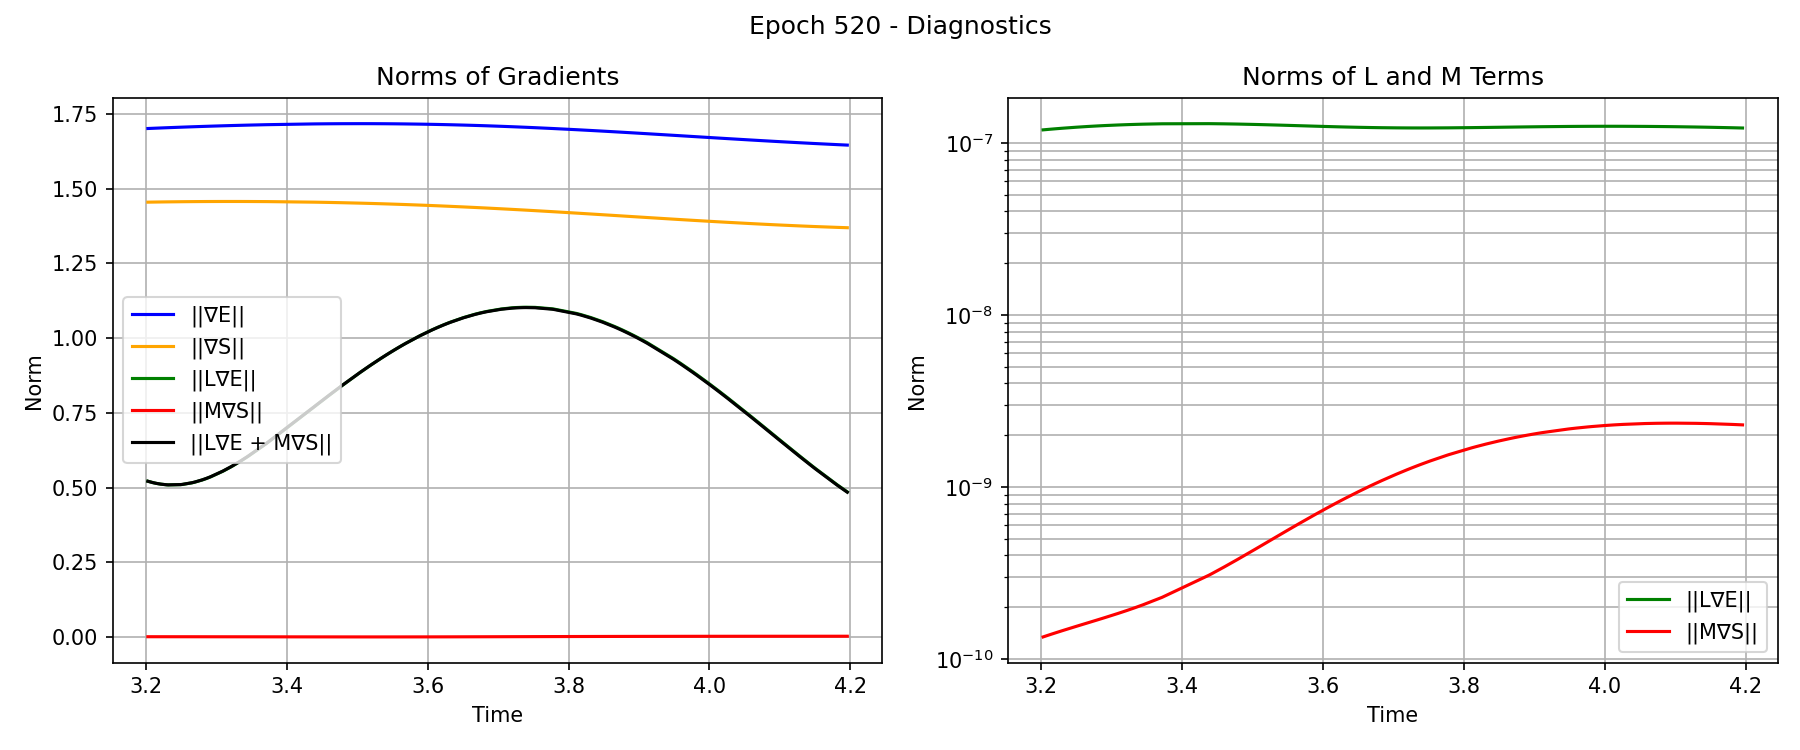 Epoch 520 - Diagnostics
Norms of Gradients
Norm
1.75
1.50
1.25
1.00
0.75
0.50
0.25
0.00
||∇E||
||∇S||
||L∇E||
||M∇S||
||L∇E + M∇S||
3.2
3.4
3.6
3.8
4.0
4.2
Time
Norms of L and M Terms
Norm
10⁻⁷
10⁻⁸
10⁻⁹
10⁻¹⁰
||L∇E||
||M∇S||
3.2
3.4
3.6
3.8
4.0
4.2
Time